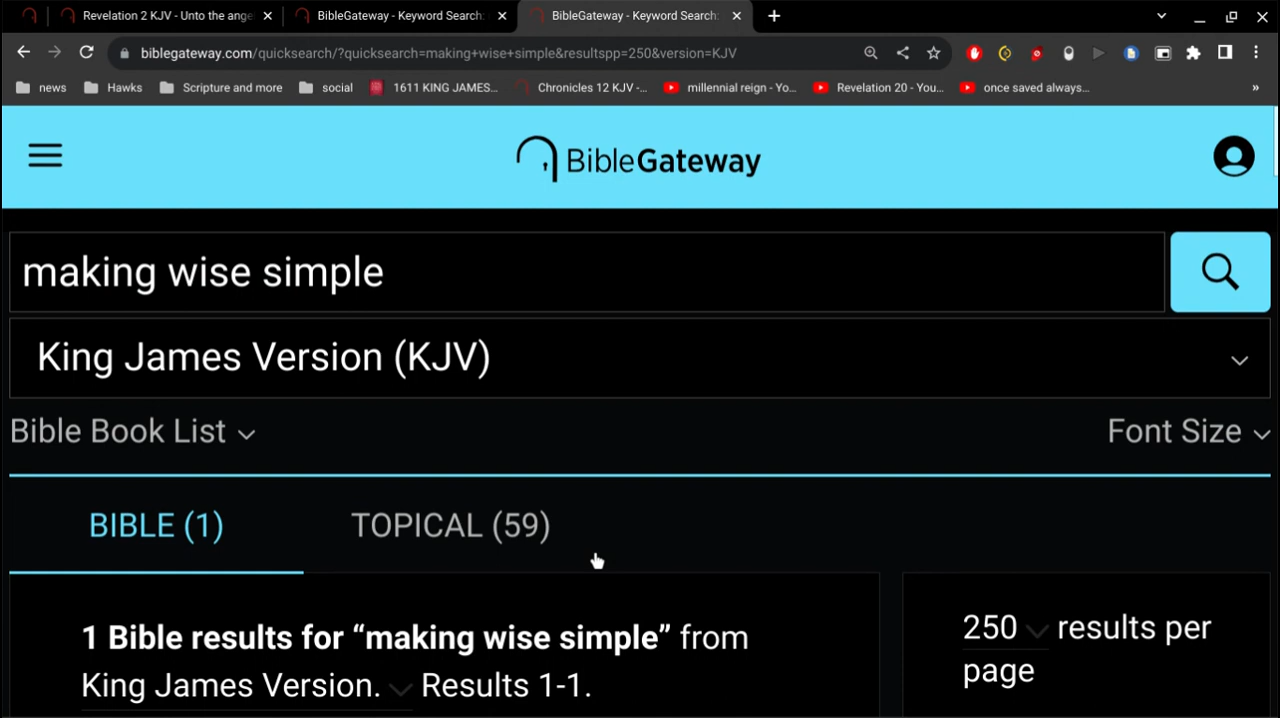 Revelation 2 KJV - Unto the ange
BibleGateway - Keyword Search:
BibleGateway - Keyword Search:
biblegateway.com/quicksearch/?quicksearch=making+wise+simple&resultspp=250&version=KJV
news
Hawks
Scripture and more
social
1611 KING JAMES...
Chronicles 12 KJV -...
millennial reign - Yo...
Revelation 20 - You...
once saved always...
»
BibleGateway
making wise simple
King James Version (KJV)
Bible Book List
Font Size
BIBLE (1)
TOPICAL (59)
1 Bible results for “making wise simple” from
King James Version. Results 1-1.
250 results per
page